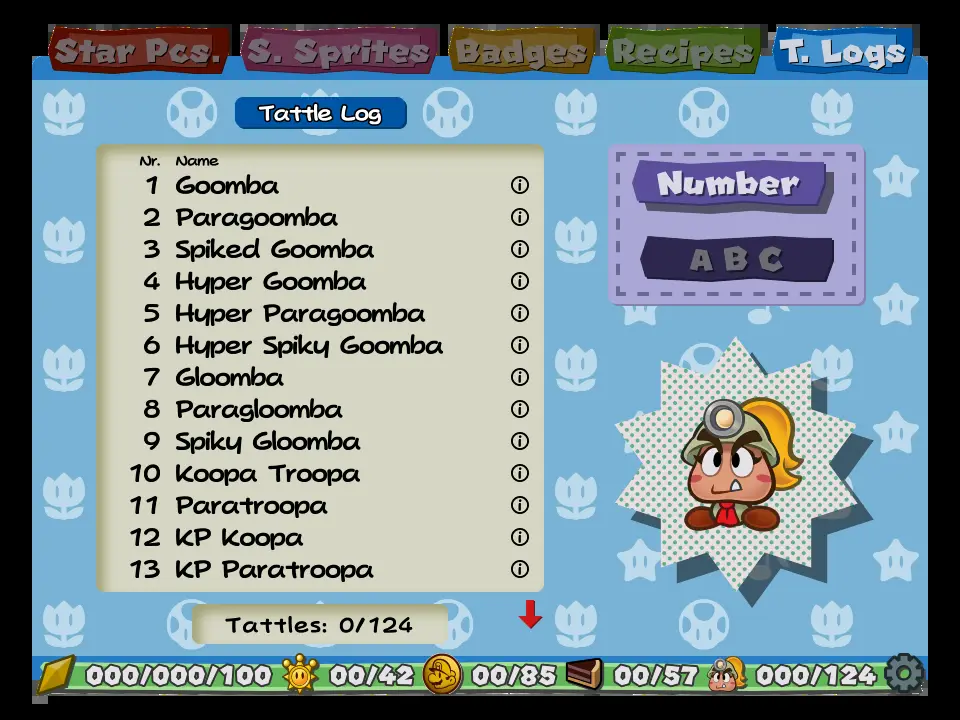 Star Pcs. S. Sprites Badges Recipes T. Logs
Tattle Log
Nr. Name
1 Goomba
2 Paragoomba
3 Spiked Goomba
4 Hyper Goomba
5 Hyper Paragoomba
6 Hyper Spiky Goomba
7 Gloomba
8 Paragloomba
9 Spiky Gloomba
10 Koopa Troopa
11 Paratroopa
12 KP Koopa
13 KP Paratroopa
Tattles: 0/124
Number
A B C
000/000/100 00/42 00/85 00/57 000/124